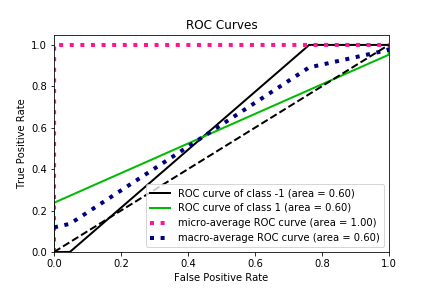 ROC Curves
True Positive Rate
1.0
0.8
0.6
0.4
0.2
0.0
ROC curve of class -1 (area = 0.60)
ROC curve of class 1 (area = 0.60)
micro-average ROC curve (area = 1.00)
macro-average ROC curve (area = 0.60)
0.0 0.2 0.4 0.6 0.8 1.0
False Positive Rate